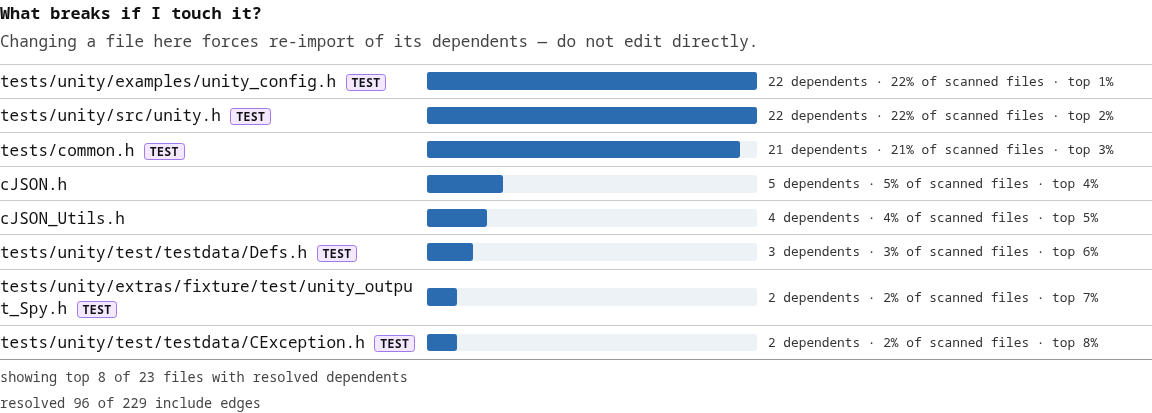 What breaks if I touch it?
Changing a file here forces re-import of its dependents — do not edit directly.
tests/unity/examples/unity_config.h TEST 22 dependents · 22% of scanned files · top 1%
tests/unity/src/unity.h TEST 22 dependents · 22% of scanned files · top 2%
tests/common.h TEST 21 dependents · 21% of scanned files · top 3%
cJSON.h 5 dependents · 5% of scanned files · top 4%
cJSON_Utils.h 4 dependents · 4% of scanned files · top 5%
tests/unity/test/testdata/Defs.h TEST 3 dependents · 3% of scanned files · top 6%
tests/unity/extras/fixture/test/unity_outpu
t_Spy.h TEST 2 dependents · 2% of scanned files · top 7%
tests/unity/test/testdata/CException.h TEST 2 dependents · 2% of scanned files · top 8%
showing top 8 of 23 files with resolved dependents
resolved 96 of 229 include edges